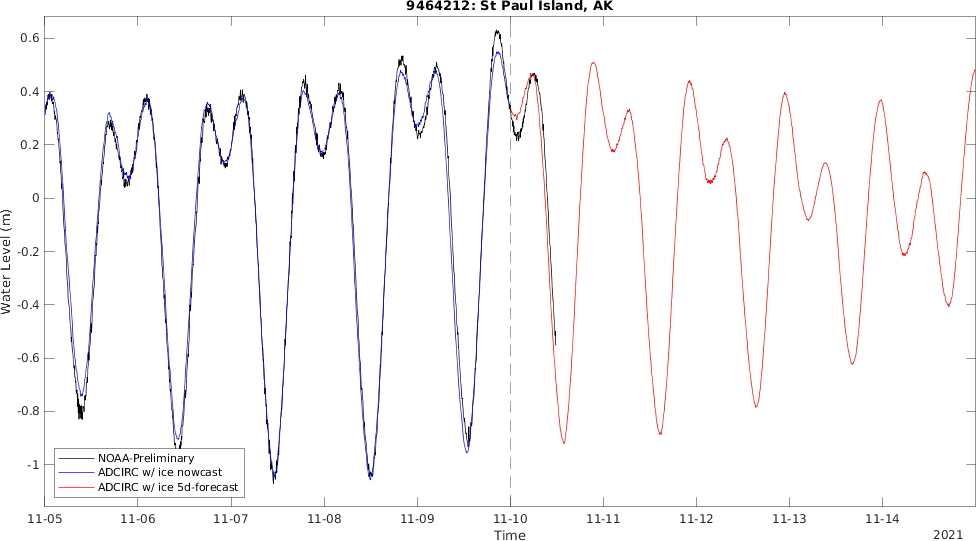 9464212: St Paul Island, AK
Water Level (m)
0.6
0.4
0.2
0
-0.2
-0.4
-0.6
-0.8
-1
NOAA-Preliminary
ADCIRC w/ ice nowcast
ADCIRC w/ ice 5d-forecast
11-05 11-06 11-07 11-08 11-09 11-10 11-11 11-12 11-13 11-14
Time
2021